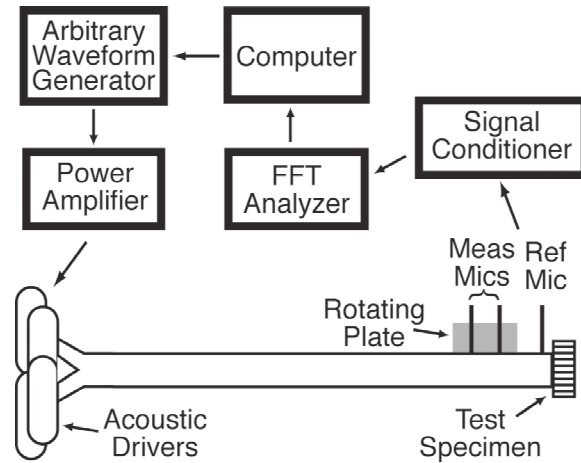 Arbitrary
Waveform
Generator
Computer
Signal
Conditioner
Power
Amplifier
FFT
Analyzer
Meas
Mics
Ref
Mic
Rotating
Plate
Acoustic
Drivers
Test
Specimen